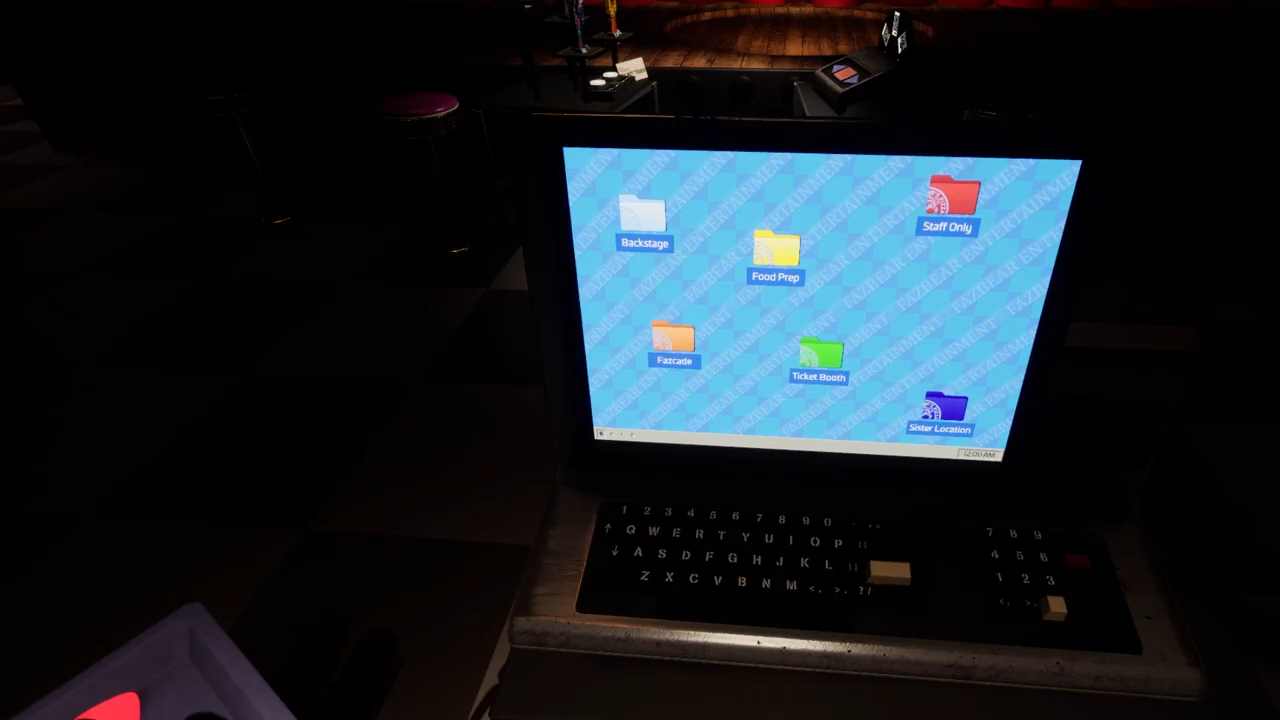 Backstage
Staff Only
Food Prep
Fazcade
Ticket Booth
Sister Location
FAZBEAR ENTERTAINMENT
12:00 AM
1 2 3 4 5 6 7 8 9 0
Q W E R T Y U I O P
A S D F G H J K L
Z X C V B N M <, >. ?/
7 8 9
4 5 6
1 2 3